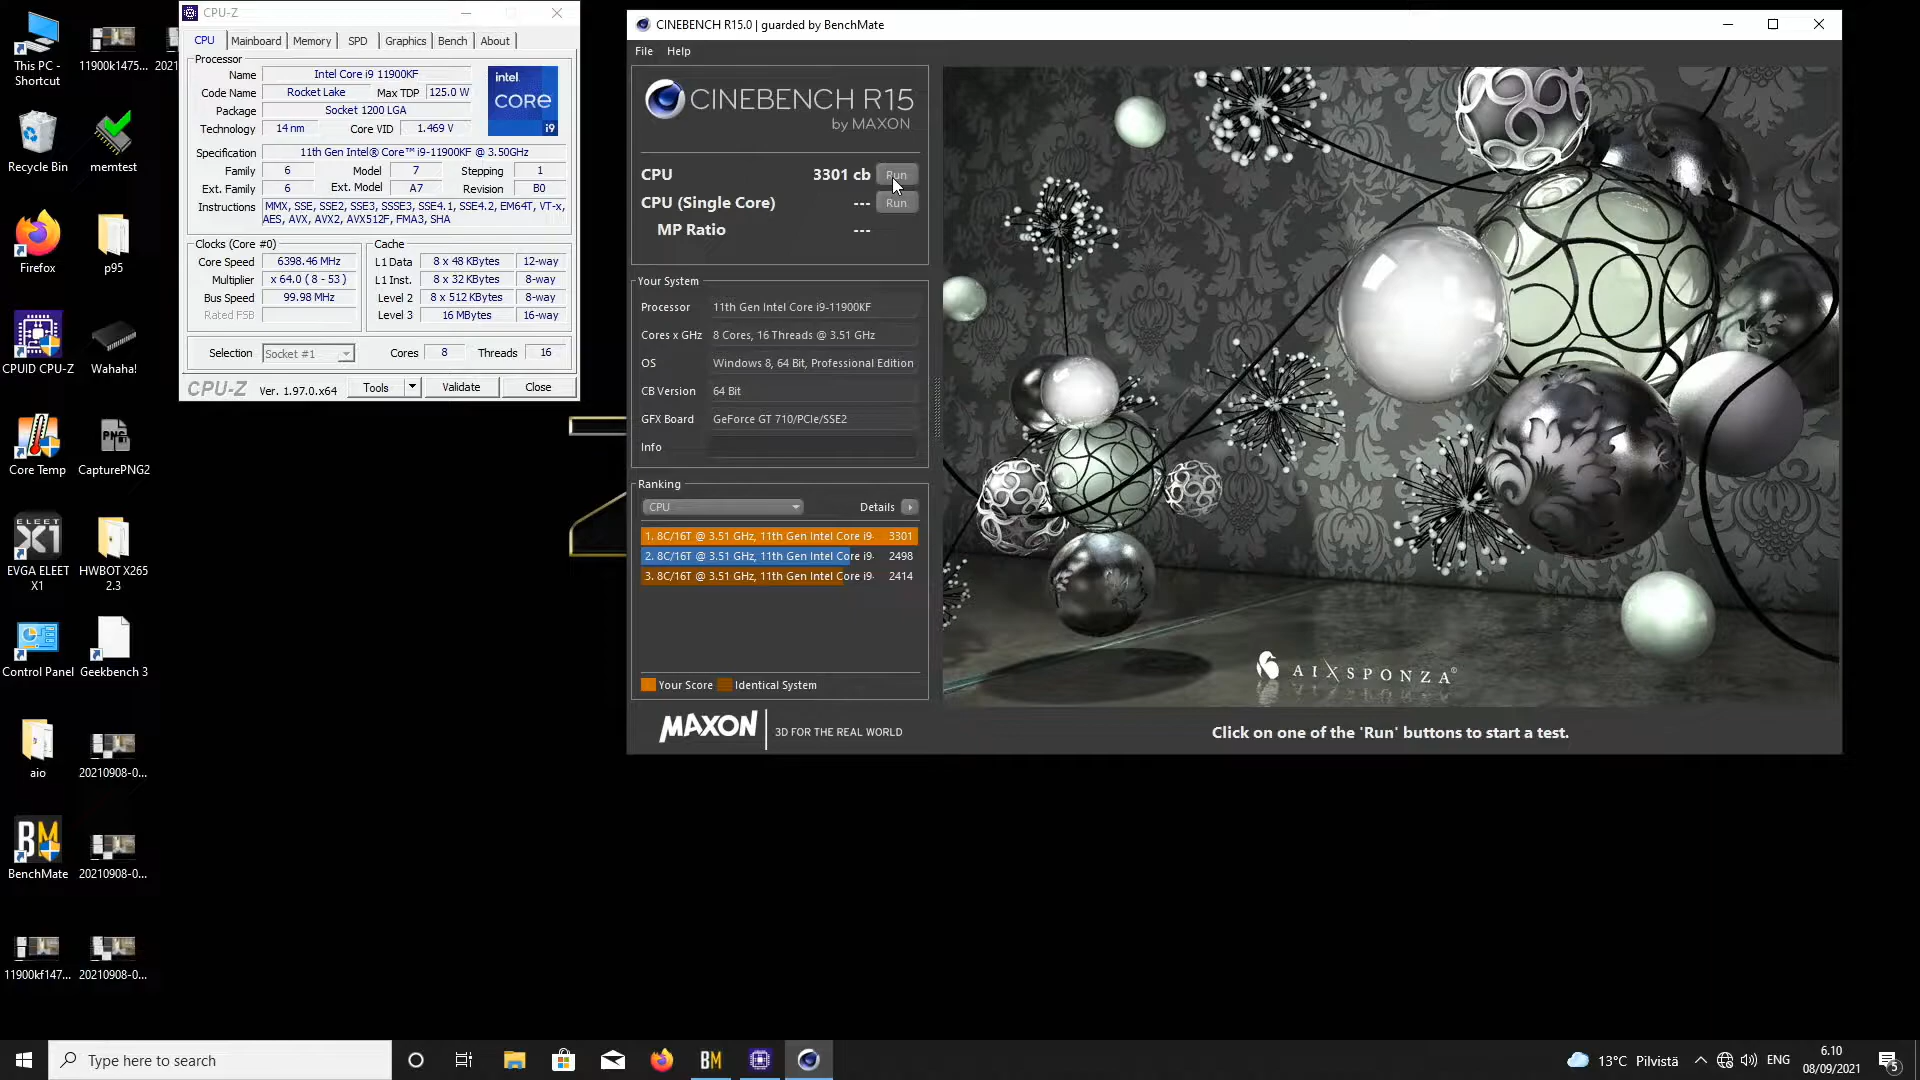 This PC - Shortcut
11900k1475...
2021
Recycle Bin
memtest
Firefox
p95
CPUID CPU-Z
Wahaha!
Core Temp
PNG
CapturePNG2
ELEET
X1
EVGA ELEET X1
HWBOT X265 2.3
Control Panel
Geekbench 3
aio
20210908-0...
BM
BenchMate
20210908-0...
11900kf147...
20210908-0...
CPU-Z
CPU
Mainboard
Memory
SPD
Graphics
Bench
About
Processor
Name
Intel Core i9 11900KF
Code Name
Rocket Lake
Max TDP
125.0 W
Package
Socket 1200 LGA
Technology
14 nm
Core VID
1.469 V
intel.
CORE
i9
Specification
11th Gen Intel® Core™ i9-11900KF @ 3.50GHz
Family
6
Model
7
Stepping
1
Ext. Family
6
Ext. Model
A7
Revision
B0
Instructions
MMX, SSE, SSE2, SSE3, SSSE3, SSE4.1, SSE4.2, EM64T, VT-x,
AES, AVX, AVX2, AVX512F, FMA3, SHA
Clocks (Core #0)
Core Speed
6398.46 MHz
Multiplier
x 64.0 ( 8 - 53 )
Bus Speed
99.98 MHz
Rated FSB
Cache
L1 Data
8 x 48 KBytes
12-way
L1 Inst.
8 x 32 KBytes
8-way
Level 2
8 x 512 KBytes
8-way
Level 3
16 MBytes
16-way
Selection
Socket #1
Cores
8
Threads
16
CPU-Z
Ver. 1.97.0.x64
Tools
Validate
Close
CINEBENCH R15.0 | guarded by BenchMate
File
Help
CINEBENCH R15
by MAXON
CPU
3301 cb
Run
CPU (Single Core)
---
Run
MP Ratio
---
Your System
Processor
11th Gen Intel Core i9-11900KF
Cores x GHz
8 Cores, 16 Threads @ 3.51 GHz
OS
Windows 8, 64 Bit, Professional Edition
CB Version
64 Bit
GFX Board
GeForce GT 710/PCIe/SSE2
Info
Ranking
CPU
Details
1. 8C/16T @ 3.51 GHz, 11th Gen Intel Core i9-
3301
2. 8C/16T @ 3.51 GHz, 11th Gen Intel Core i9-
2498
3. 8C/16T @ 3.51 GHz, 11th Gen Intel Core i9-
2414
Your Score
Identical System
MAXON
3D FOR THE REAL WORLD
AIXSPONZA®
Click on one of the 'Run' buttons to start a test.
Type here to search
BM
13°C Pilvistä
ENG
6.10
08/09/2021
5